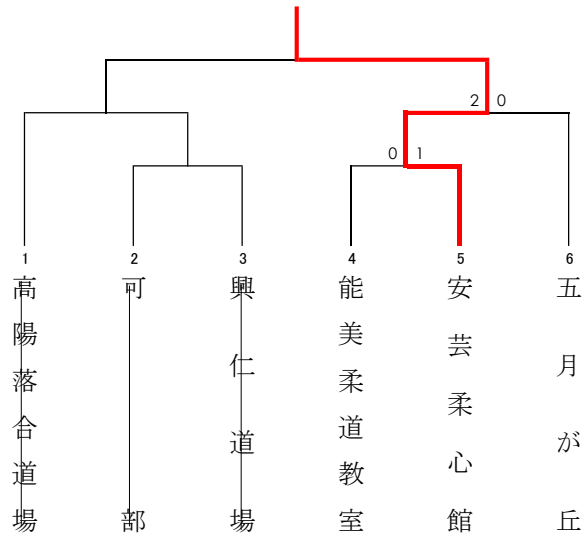 2 0
0 1
1 2 3 4 5 6
高陽落合道場
可部
興仁道場
能美柔道教室
安芸柔心館
五月が丘